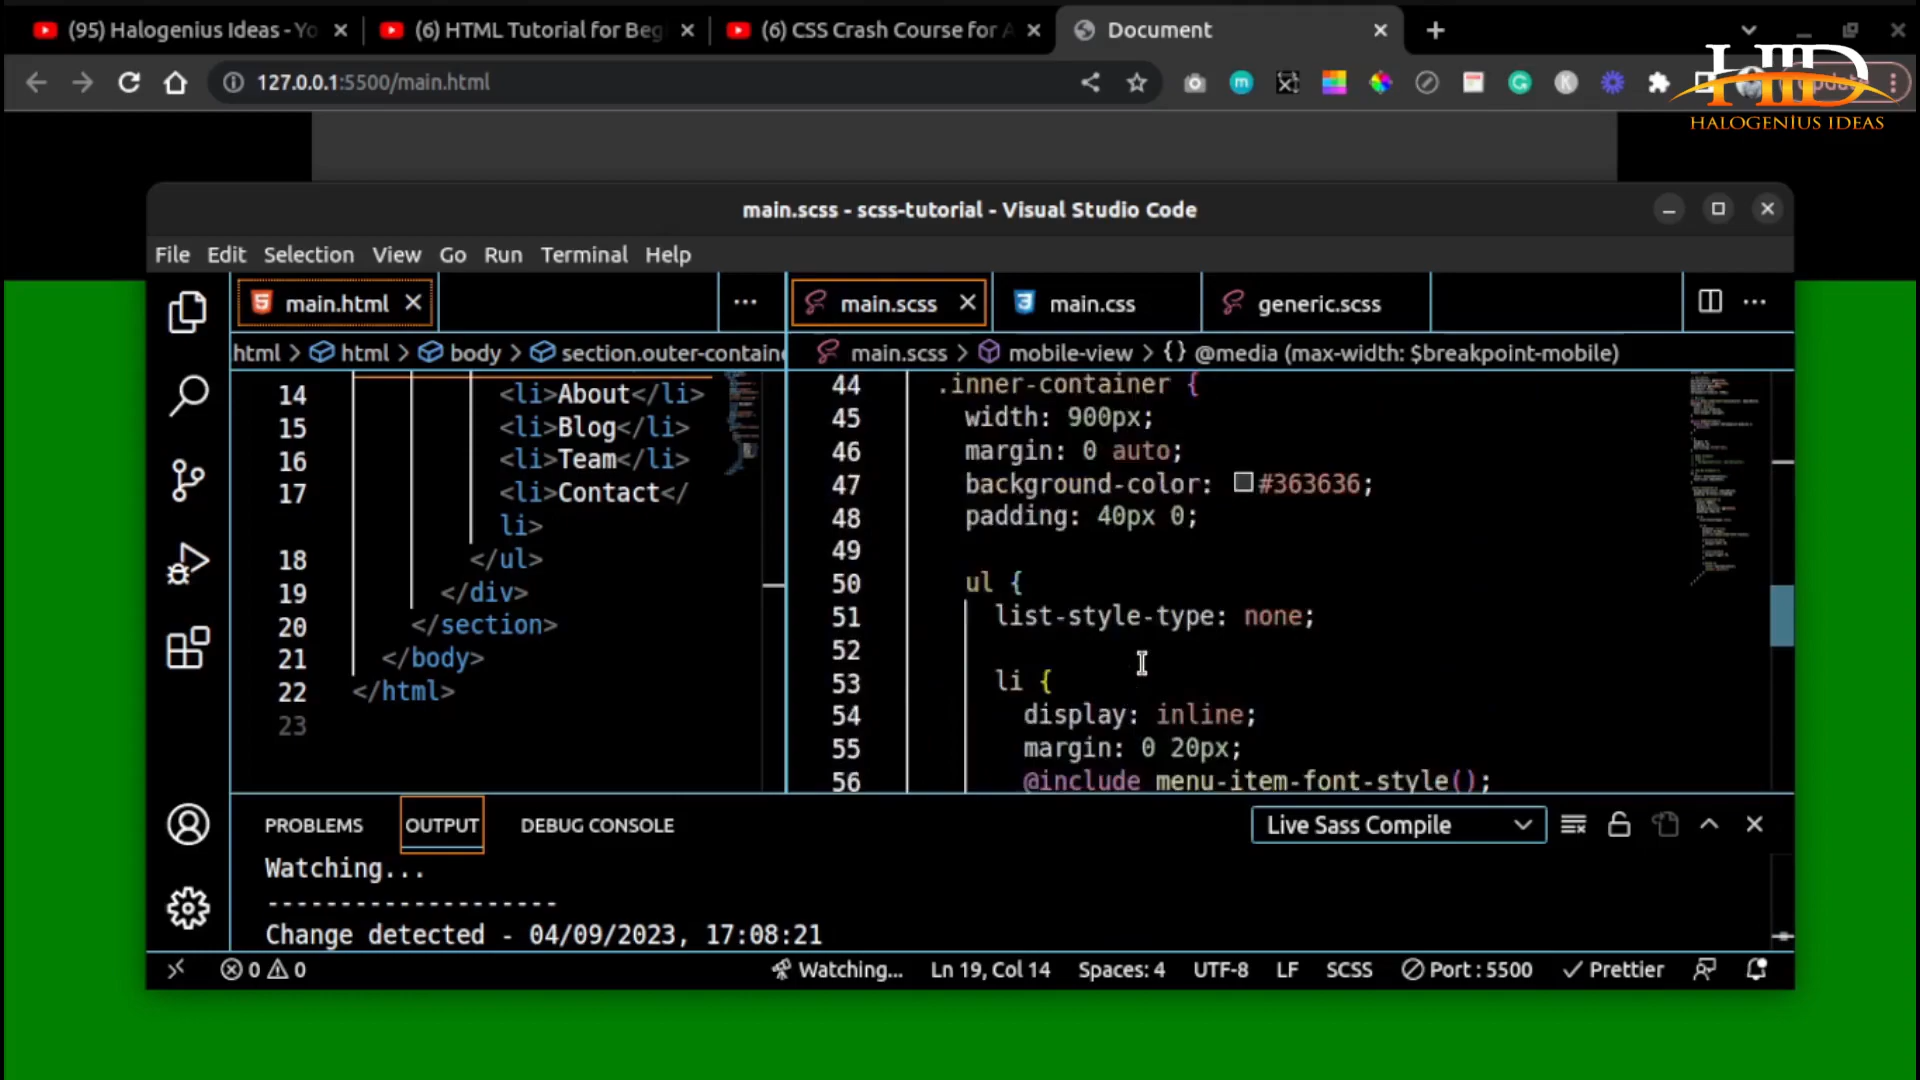 (95) Halogenius Ideas - Yo
(6) HTML Tutorial for Beg
(6) CSS Crash Course for A
Document
127.0.0.1:5500/main.html
HID
HALOGENIUS IDEAS
main.scss - scss-tutorial - Visual Studio Code
File Edit Selection View Go Run Terminal Help
main.html
main.scss
main.css
generic.scss
html > html > body > section.outer-containe
main.scss > mobile-view > {} @media (max-width: $breakpoint-mobile)
14 <li>About</li>
15 <li>Blog</li>
16 <li>Team</li>
17 <li>Contact</
li>
18 </ul>
19 </div>
20 </section>
21 </body>
22 </html>
23
44 .inner-container {
45 width: 900px;
46 margin: 0 auto;
47 background-color: #363636;
48 padding: 40px 0;
49
50 ul {
51 list-style-type: none;
52
53 li {
54 display: inline;
55 margin: 0 20px;
56 @include menu-item-font-style();
PROBLEMS OUTPUT DEBUG CONSOLE
Live Sass Compile
Watching...
--------------------
Change detected - 04/09/2023, 17:08:21
0 0
Watching... Ln 19, Col 14 Spaces: 4 UTF-8 LF SCSS Port : 5500 Prettier